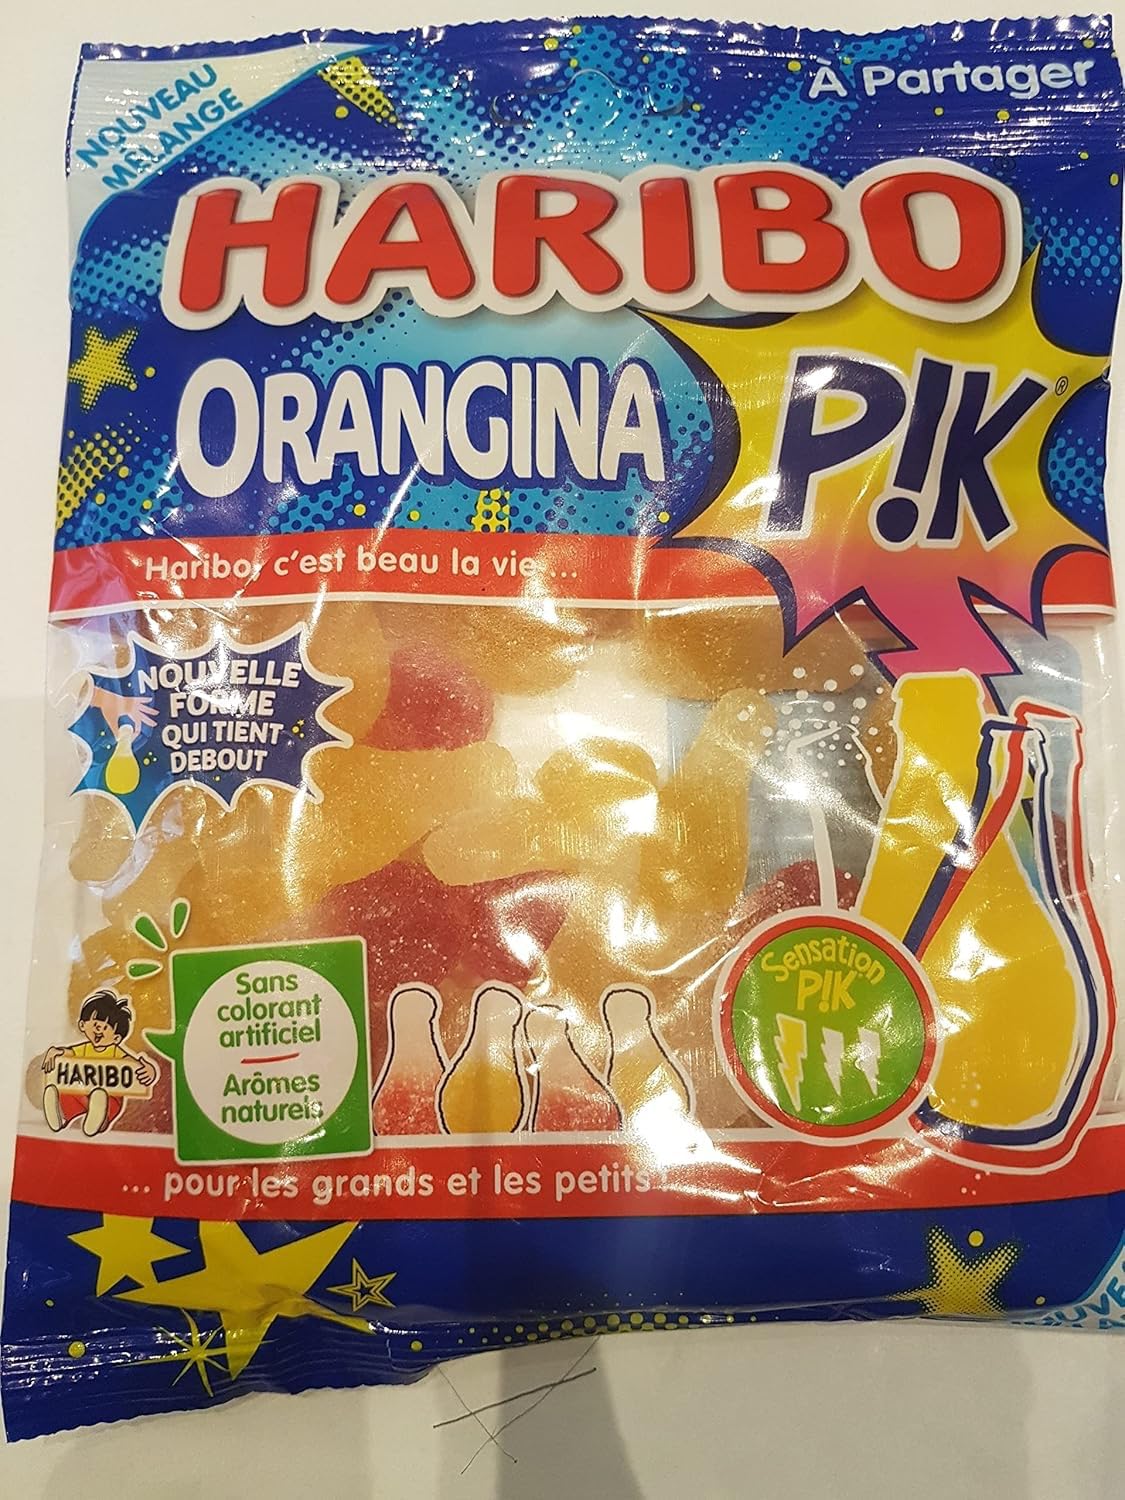 À Partager
NOUVEAU
MÉLANGE
HARIBO
ORANGINA
P!K®
Haribo, c'est beau la vie ...
NOUVELLE
FORME
QUI TIENT
DEBOUT
Sans
colorant
artificiel
Arômes
naturels
HARIBO
Sensation
P!K
... pour les grands et les petits